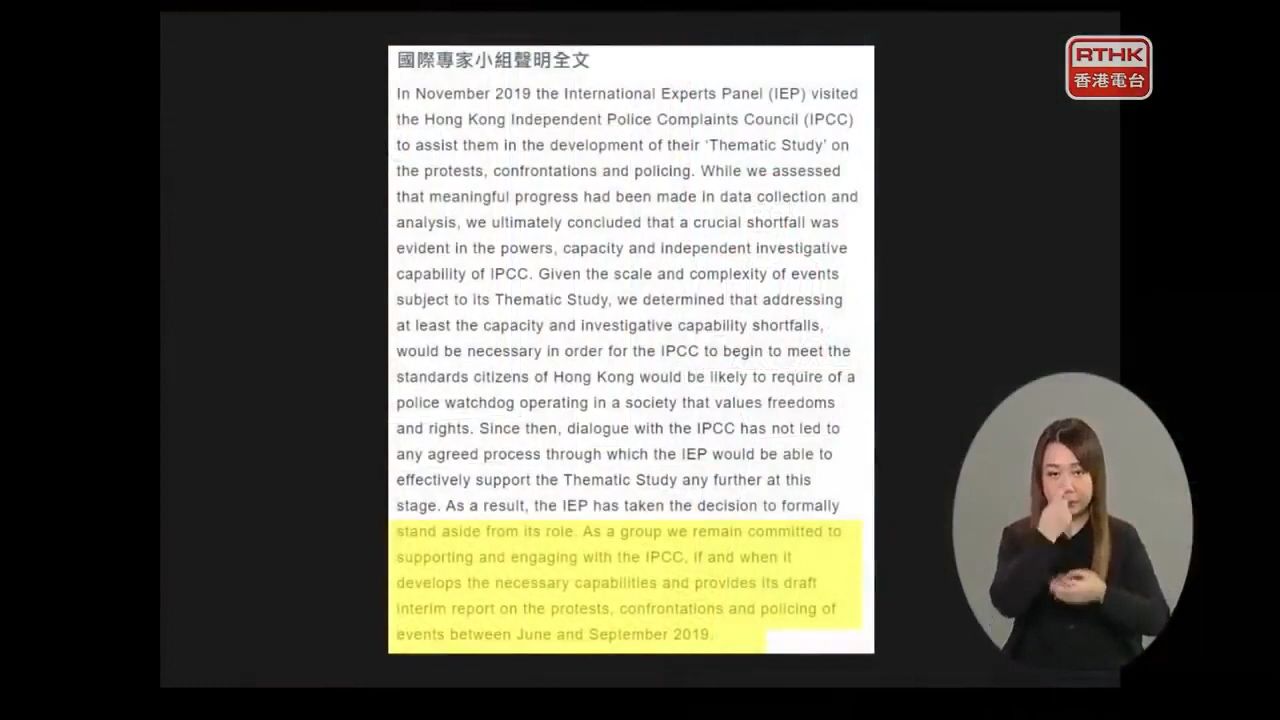 國際專家小組聲明全文
In November 2019 the International Experts Panel (IEP) visited
the Hong Kong Independent Police Complaints Council (IPCC)
to assist them in the development of their ‘Thematic Study’ on
the protests, confrontations and policing. While we assessed
that meaningful progress had been made in data collection and
analysis, we ultimately concluded that a crucial shortfall was
evident in the powers, capacity and independent investigative
capability of IPCC. Given the scale and complexity of events
subject to its Thematic Study, we determined that addressing
at least the capacity and investigative capability shortfalls,
would be necessary in order for the IPCC to begin to meet the
standards citizens of Hong Kong would be likely to require of a
police watchdog operating in a society that values freedoms
and rights. Since then, dialogue with the IPCC has not led to
any agreed process through which the IEP would be able to
effectively support the Thematic Study any further at this
stage. As a result, the IEP has taken the decision to formally
stand aside from its role. As a group we remain committed to
supporting and engaging with the IPCC, if and when it
develops the necessary capabilities and provides its draft
interim report on the protests, confrontations and policing of
events between June and September 2019.
RTHK
香港電台